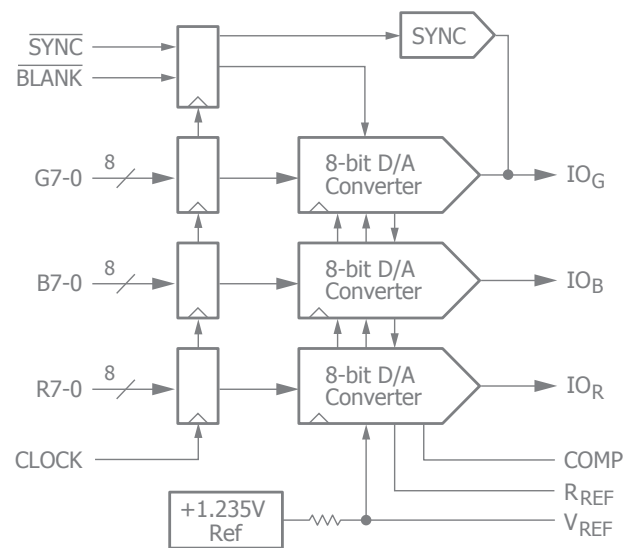 SYNC
SYNC
BLANK
G7-0
8
8-bit D/A
Converter
IOG
B7-0
8
8-bit D/A
Converter
IOB
R7-0
8
8-bit D/A
Converter
IOR
CLOCK
COMP
RREF
+1.235V
Ref
VREF